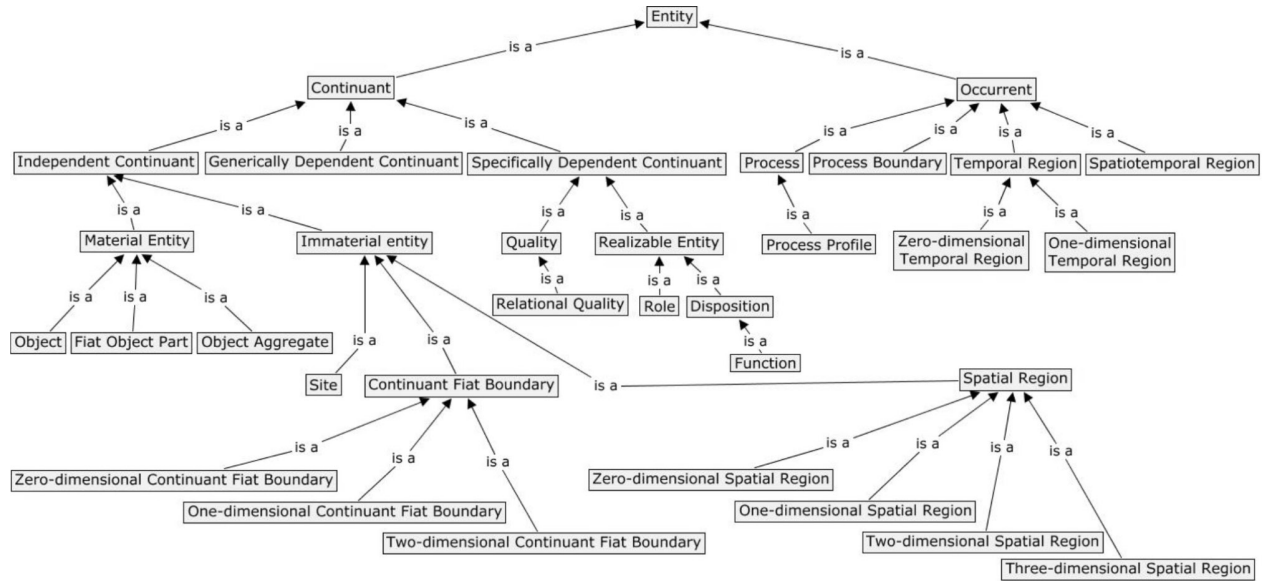 Entity
is a
is a
Continuant
Occurrent
is a
is a
is a
is a
is a
is a
is a
Independent Continuant
Generically Dependent Continuant
Specifically Dependent Continuant
Process
Process Boundary
Temporal Region
Spatiotemporal Region
is a
is a
is a
is a
is a
is a
is a
Material Entity
Immaterial entity
Quality
Realizable Entity
Process Profile
Zero-dimensional
Temporal Region
One-dimensional
Temporal Region
is a
is a
is a
is a
is a
is a
Relational Quality
Role
Disposition
Object
Fiat Object Part
Object Aggregate
is a
is a
is a
Function
Site
Continuant Fiat Boundary
is a
Spatial Region
is a
is a
is a
is a
is a
is a
is a
Zero-dimensional Continuant Fiat Boundary
Zero-dimensional Spatial Region
One-dimensional Continuant Fiat Boundary
One-dimensional Spatial Region
Two-dimensional Continuant Fiat Boundary
Two-dimensional Spatial Region
Three-dimensional Spatial Region